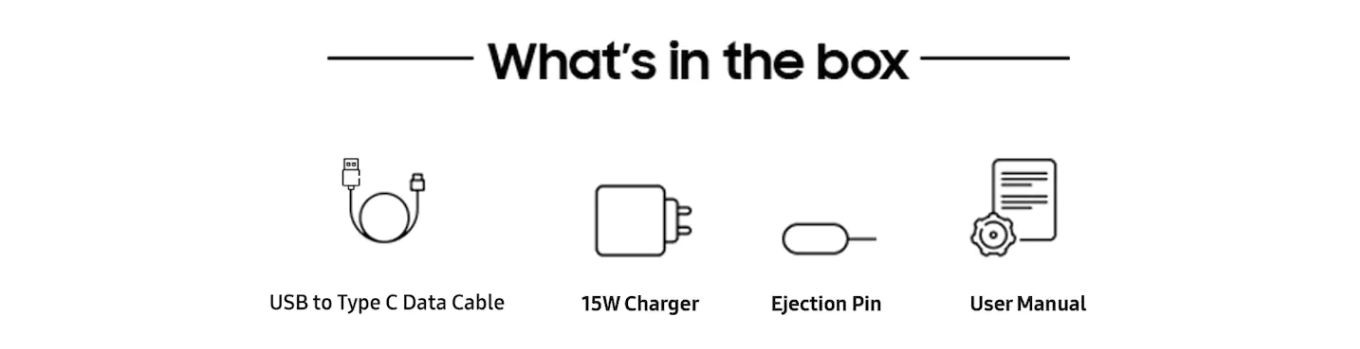 What's in the box
USB to Type C Data Cable
15W Charger
Ejection Pin
User Manual